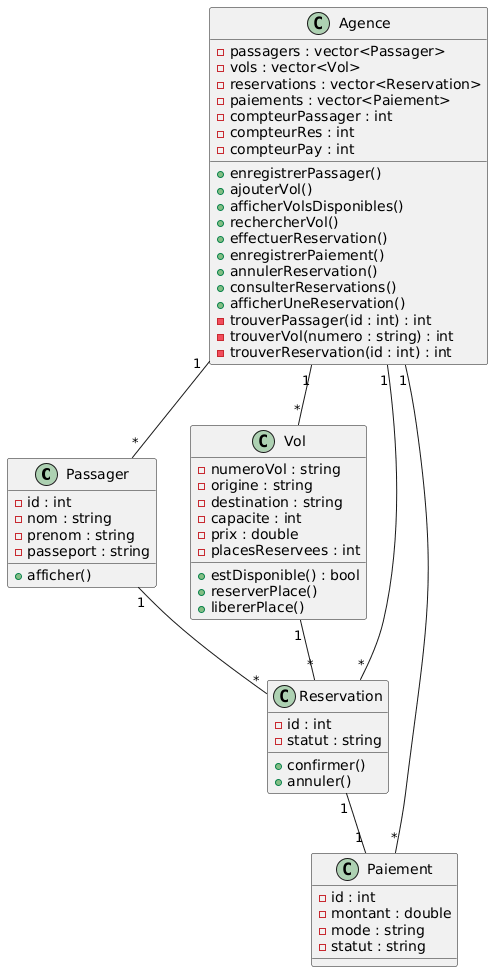 C Agence
passagers : vector<Passager>
vols : vector<Vol>
reservations : vector<Reservation>
paiements : vector<Paiement>
compteurPassager : int
compteurRes : int
compteurPay : int
enregistrerPassager()
ajouterVol()
afficherVolsDisponibles()
rechercherVol()
effectuerReservation()
enregistrerPaiement()
annulerReservation()
consulterReservations()
afficherUneReservation()
trouverPassager(id : int) : int
trouverVol(numero : string) : int
trouverReservation(id : int) : int
1
1
1
1
*
*
C Passager
id : int
nom : string
prenom : string
passeport : string
afficher()
C Vol
numeroVol : string
origine : string
destination : string
capacite : int
prix : double
placesReservees : int
estDisponible() : bool
reserverPlace()
libererPlace()
1
1
*
*
*
C Reservation
id : int
statut : string
confirmer()
annuler()
1
1
*
C Paiement
id : int
montant : double
mode : string
statut : string